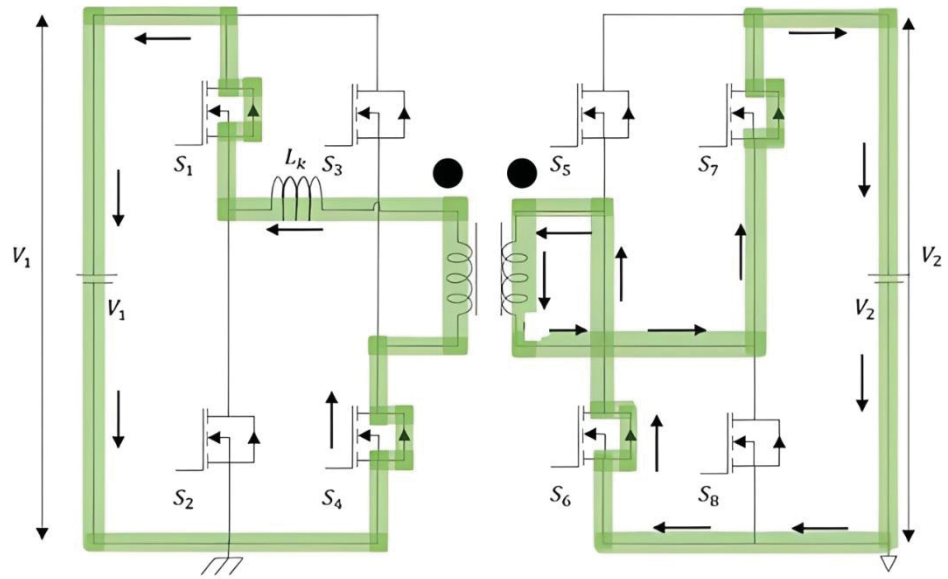 S₁
S₃
S₅
S₇
Lₖ
V₁
V₁
V₂
V₂
S₂
S₄
S₆
S₈